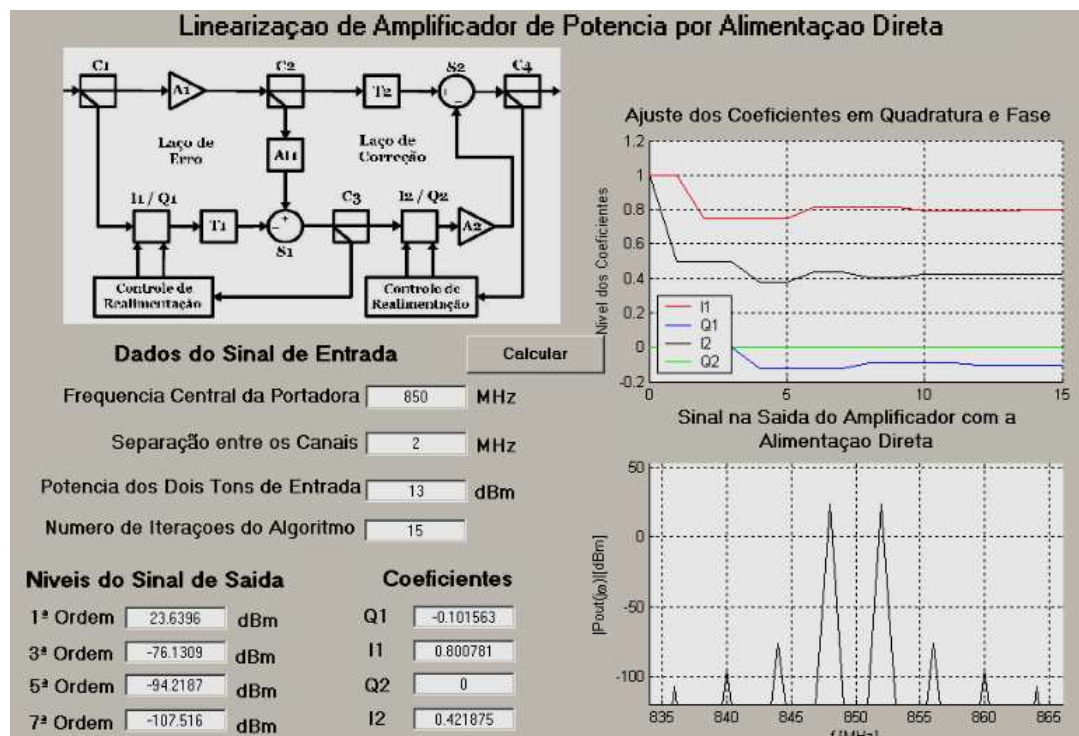 Linearizaçao de Amplificador de Potencia por Alimentaçao Direta
C1
C2
S2
C4
A1
T2
Laço de
Erro
Laço de
Correção
I1 / Q1
C3
I2 / Q2
T1
A2
S1
Controle de
Realimentação
Controle de
Realimentação
Dados do Sinal de Entrada
Calcular
Frequencia Central da Portadora 850 MHz
Separação entre os Canais 2 MHz
Potencia dos Dois Tons de Entrada 13 dBm
Numero de Iteraçoes do Algoritmo 15
Niveis do Sinal de Saida
1ª Ordem 23.6396 dBm
3ª Ordem -76.1309 dBm
5ª Ordem -94.2187 dBm
7ª Ordem -107.516 dBm
Coeficientes
Q1 -0.101563
I1 0.800781
Q2 0
I2 0.421875
Ajuste dos Coeficientes em Quadratura e Fase
Nivel dos Coeficientes
1.2
1
0.8
0.6
0.4
0.2
0
-0.2
I1
Q1
I2
Q2
0 5 10 15
Sinal na Saida do Amplificador com a
Alimentaçao Direta
|Pout(jω)|[dBm]
50
0
-50
-100
835 840 845 850 855 860 865
f [MHz]